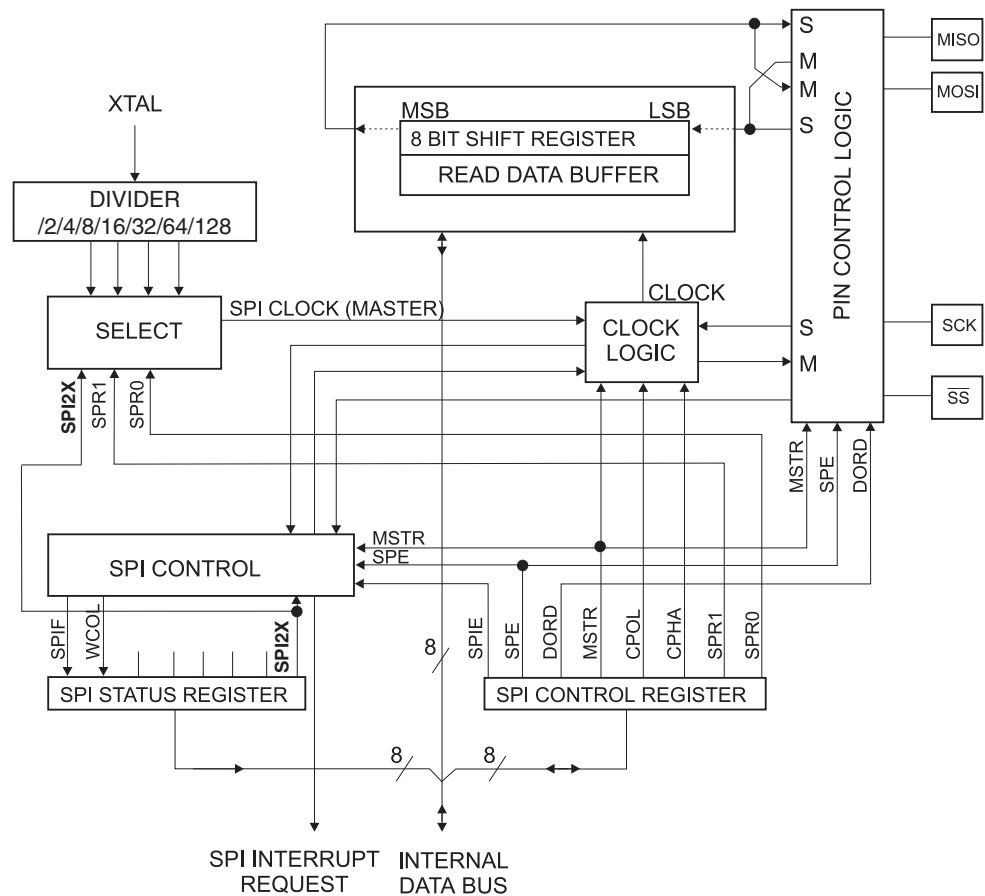 S
MISO
M
M
MOSI
XTAL
MSB
LSB
S
8 BIT SHIFT REGISTER
READ DATA BUFFER
PIN CONTROL LOGIC
DIVIDER
/2/4/8/16/32/64/128
SPI CLOCK (MASTER)
CLOCK
SELECT
CLOCK
LOGIC
S
SCK
M
SS
SPI2X
SPR1
SPR0
MSTR
SPE
DORD
MSTR
SPE
SPI CONTROL
SPIF
WCOL
SPI2X
8
SPIE
SPE
DORD
MSTR
CPOL
CPHA
SPR1
SPR0
SPI STATUS REGISTER
SPI CONTROL REGISTER
8
8
SPI INTERRUPT
REQUEST
INTERNAL
DATA BUS